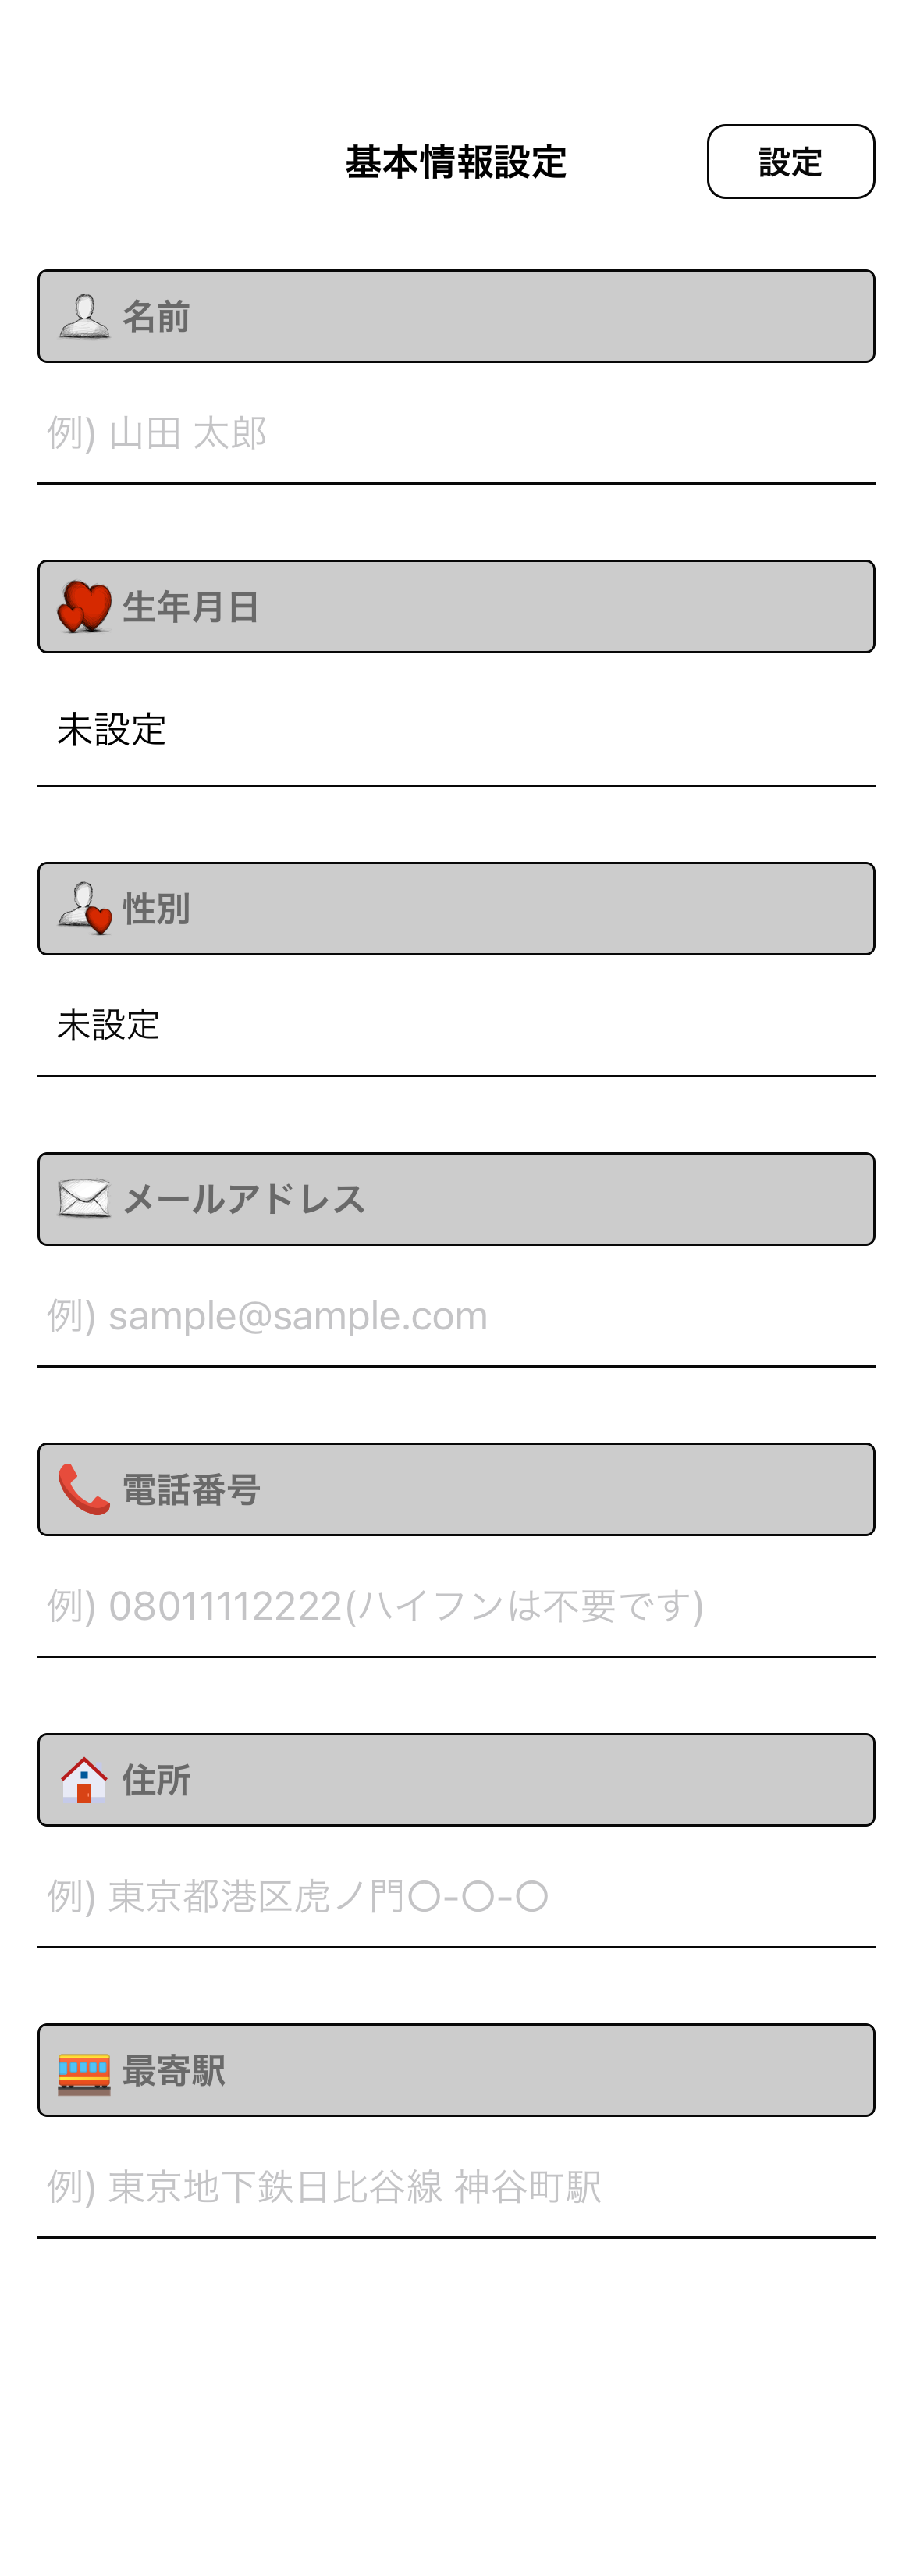 基本情報設定
設定
名前
例) 山田 太郎
生年月日
未設定
性別
未設定
メールアドレス
例) sample@sample.com
電話番号
例) 08011112222(ハイフンは不要です)
住所
例) 東京都港区虎ノ門〇-〇-〇
最寄駅
例) 東京地下鉄日比谷線 神谷町駅